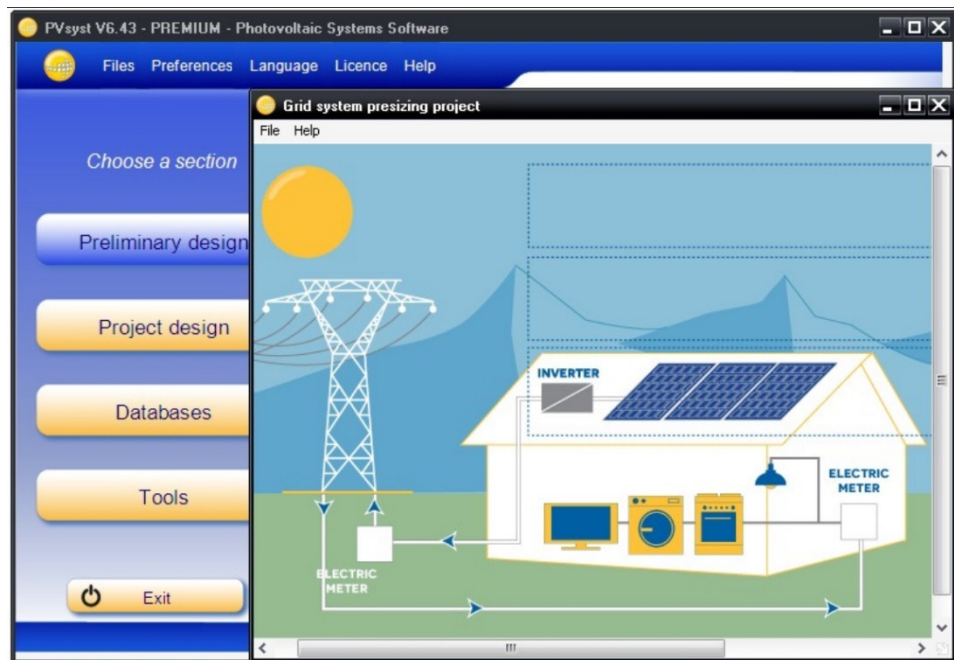 PVsyst V6.43 - PREMIUM - Photovoltaic Systems Software
Files Preferences Language Licence Help
Grid system presizing project
File Help
Choose a section
Preliminary design
Project design
Databases
Tools
Exit
INVERTER
ELECTRIC
METER
ELECTRIC
METER